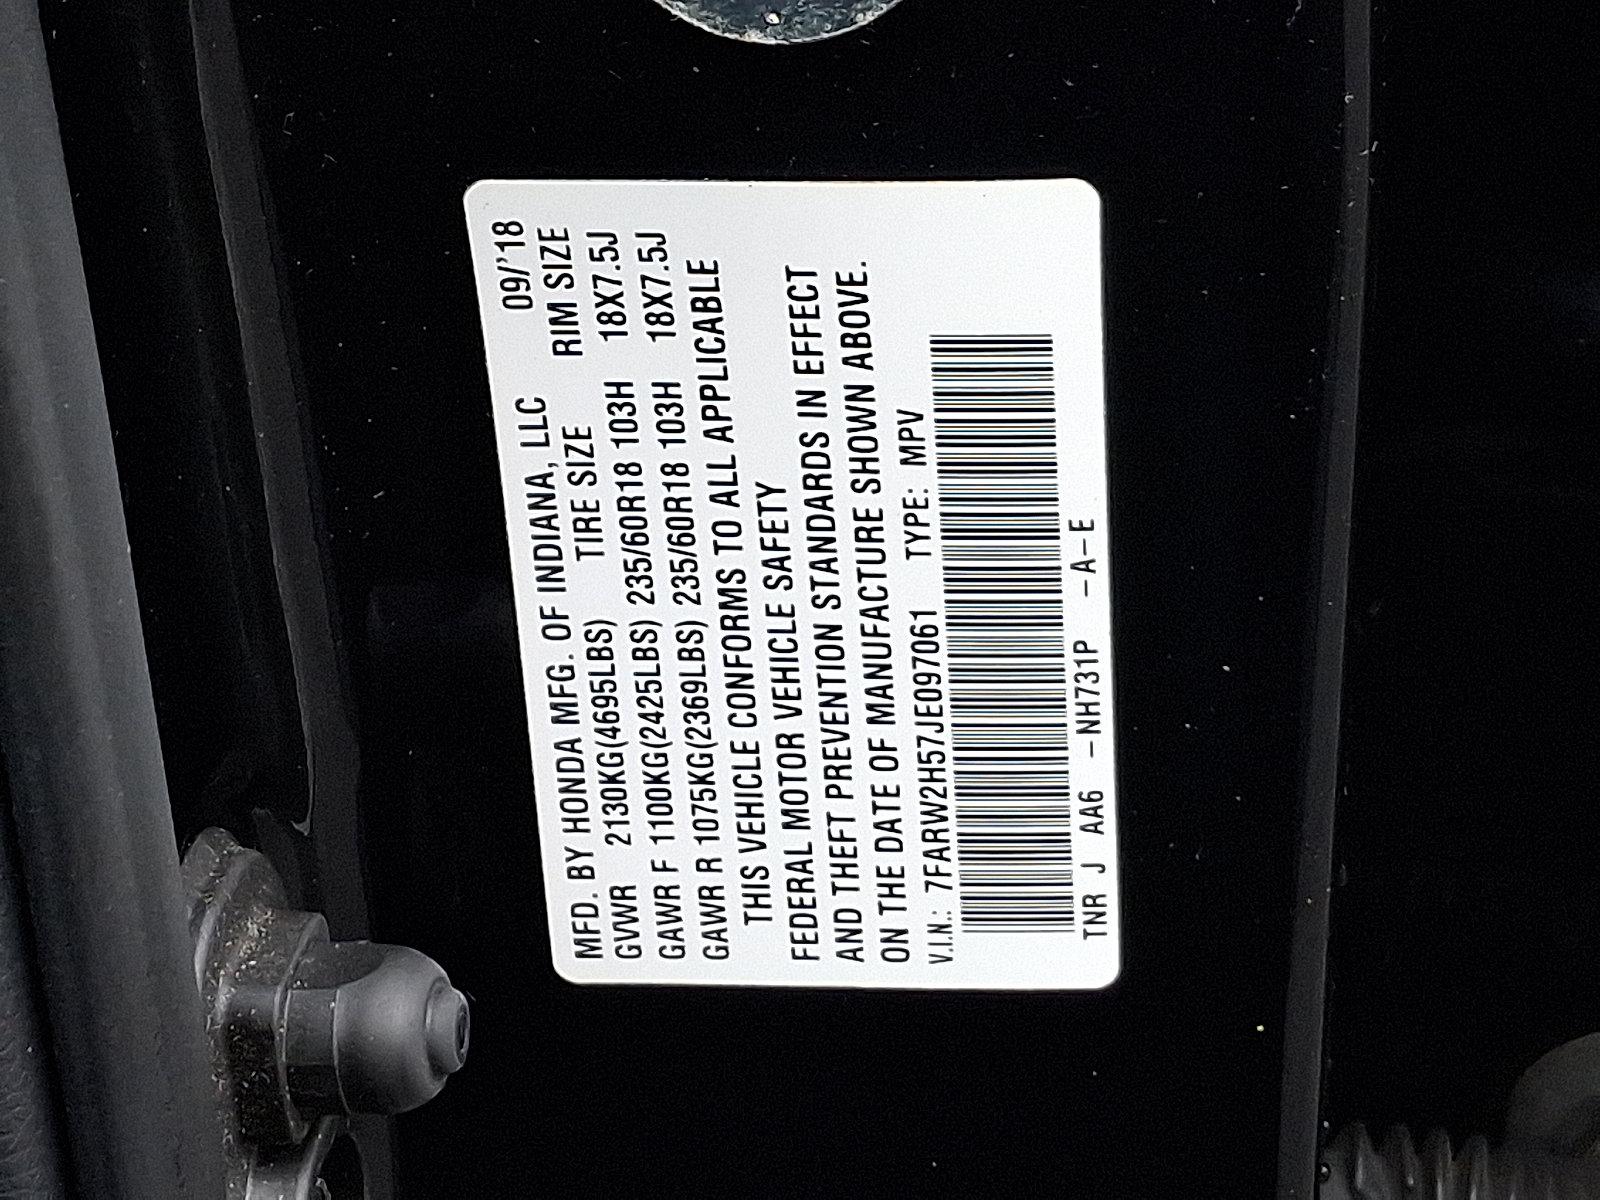 MFD. BY HONDA MFG. OF INDIANA, LLC 09/'18
TIRE SIZE RIM SIZE
GVWR 2130KG(4695LBS) 235/60R18 103H 18X7.5J
GAWR F 1100KG(2425LBS) 235/60R18 103H 18X7.5J
GAWR R 1075KG(2369LBS)
THIS VEHICLE CONFORMS TO ALL APPLICABLE
FEDERAL MOTOR VEHICLE SAFETY
AND THEFT PREVENTION STANDARDS IN EFFECT
ON THE DATE OF MANUFACTURE SHOWN ABOVE.
V.I.N.: 7FARW2H57JE097061 TYPE: MPV
TNR J AA6 -NH731P -A-E